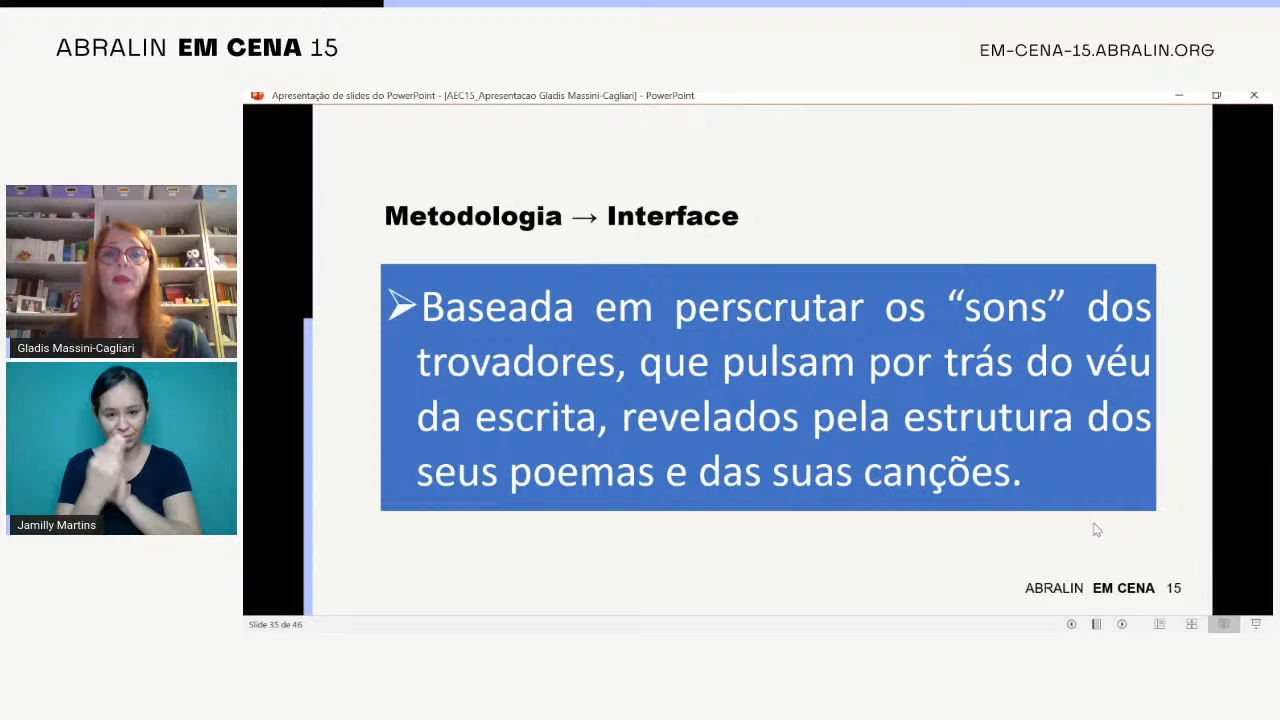 ABRALIN EM CENA 15
EM-CENA-15.ABRALIN.ORG
Apresentação de slides do PowerPoint - [AEC15_Apresentacao Gladis Massini-Cagliari] - PowerPoint
Metodologia → Interface
➢Baseada em perscrutar os “sons” dos
trovadores, que pulsam por trás do véu
da escrita, revelados pela estrutura dos
seus poemas e das suas canções.
Gladis Massini-Cagliari
Jamilly Martins
ABRALIN EM CENA 15
Slide 35 de 46